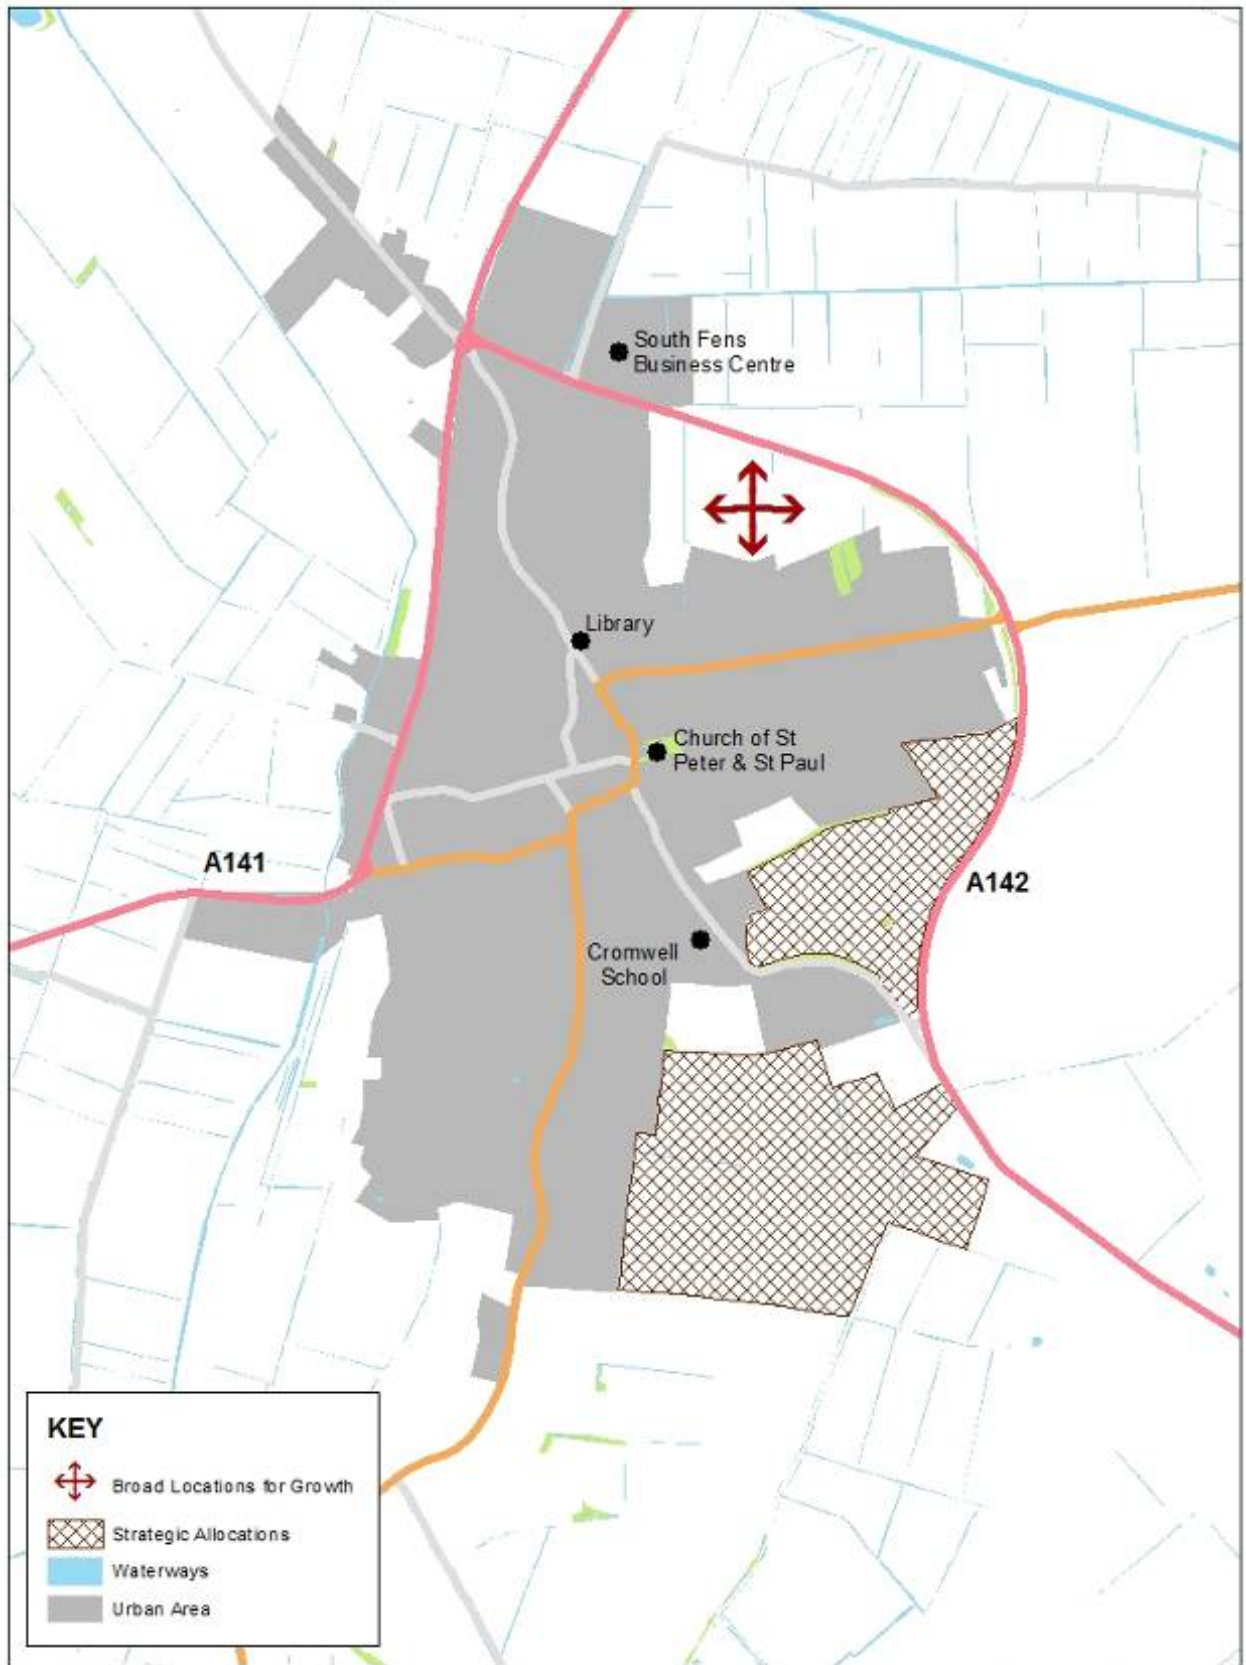 South Fens
Business Centre
Library
Church of St
Peter & St Paul
A141
A142
Cromwell
School
KEY
Broad Locations for Growth
Strategic Allocations
Waterways
Urban Area